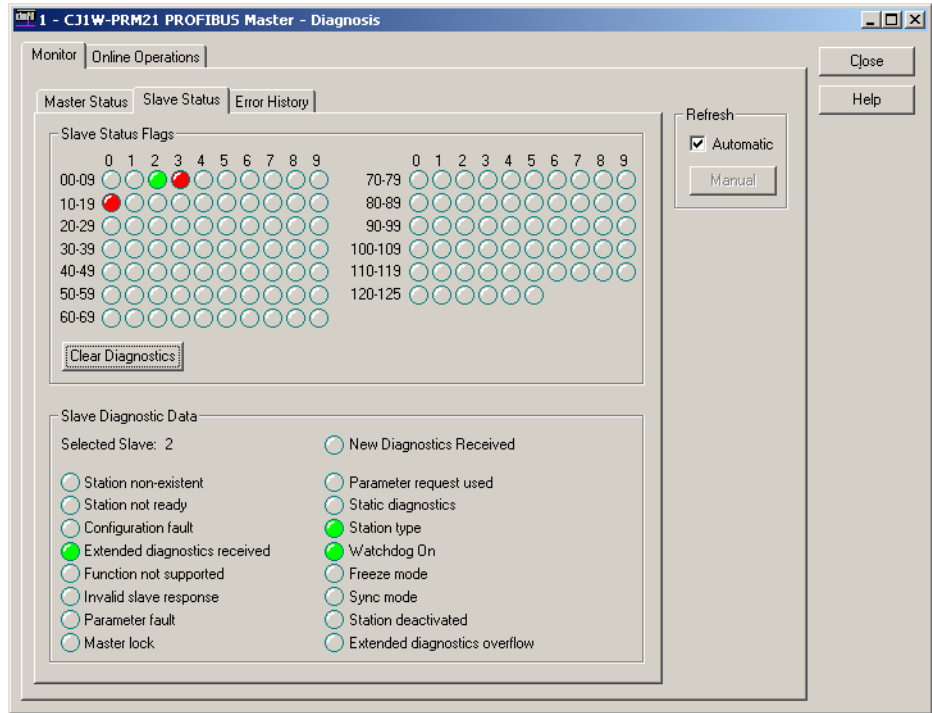 1 - CJ1W-PRM21 PROFIBUS Master - Diagnosis
Monitor Online Operations
Close
Help
Master Status Slave Status Error History
Refresh
Automatic
Manual
Slave Status Flags
0 1 2 3 4 5 6 7 8 9 0 1 2 3 4 5 6 7 8 9
00-09 70-79
10-19 80-89
20-29 90-99
30-39 100-109
40-49 110-119
50-59 120-125
60-69
Clear Diagnostics
Slave Diagnostic Data
Selected Slave: 2 New Diagnostics Received
Station non-existent Parameter request used
Station not ready Static diagnostics
Configuration fault Station type
Extended diagnostics received Watchdog On
Function not supported Freeze mode
Invalid slave response Sync mode
Parameter fault Station deactivated
Master lock Extended diagnostics overflow